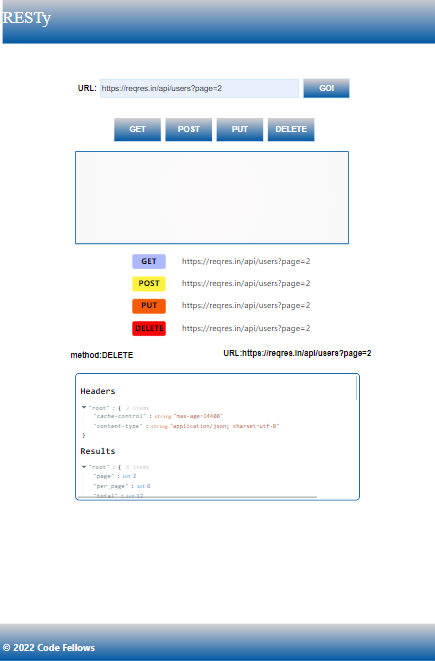 RESTy
URL: https://reqres.in/api/users?page=2 GO!
GET POST PUT DELETE
GET https://reqres.in/api/users?page=2
POST https://reqres.in/api/users?page=2
PUT https://reqres.in/api/users?page=2
DELETE https://reqres.in/api/users?page=2
method:DELETE URL:https://reqres.in/api/users?page=2
Headers
"root" : { 2 items
"cache-control" : string "max-age=14400"
"content-type" : string "application/json; charset=utf-8"
}
Results
"root" : { 6 items
"page" : int 2
"per_page" : int 6
"total" : int 12
© 2022 Code Fellows